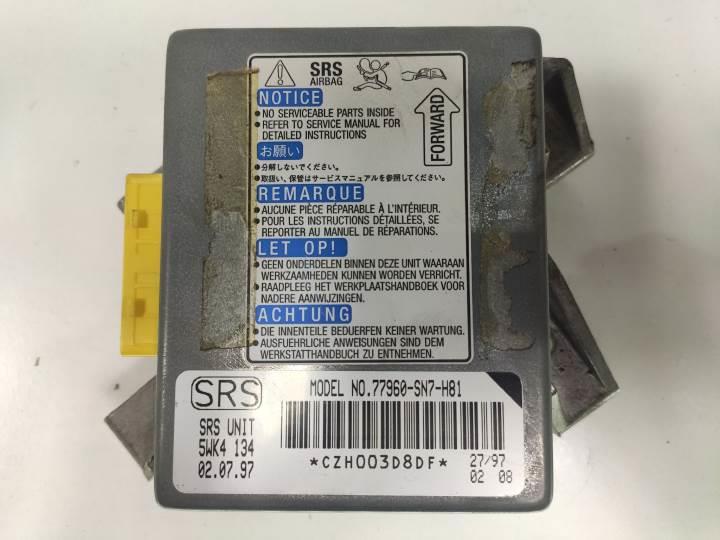 SRS
AIRBAG
NOTICE
• NO SERVICEABLE PARTS INSIDE
• REFER TO SERVICE MANUAL FOR
DETAILED INSTRUCTIONS
FORWARD
お願い
• 分解しないでください。
• 取扱い、保管はサービスマニュアルを参照してください。
REMARQUE
• AUCUNE PIÈCE RÉPARABLE À L'INTÉRIEUR.
• POUR LES INSTRUCTIONS DÉTAILLÉES, SE
REPORTER AU MANUEL DE RÉPARATIONS.
LET OP!
• GEEN ONDERDELEN BINNEN DEZE UNIT WAARAAN
WERKZAAMHEDEN KUNNEN WORDEN VERRICHT.
• RAADPLEEG HET WERKPLAATSHANDBOEK VOOR
NADERE AANWIJZINGEN.
ACHTUNG
• DIE INNENTEILE BEDUERFEN KEINER WARTUNG.
• AUSFUEHRLICHE ANWEISUNGEN SIND DEM
WERKSTATTHANDBUCH ZU ENTNEHMEN.
SRS
MODEL NO.77960-SN7-H81
SRS UNIT
5WK4 134
02.07.97
*CZH003D8DF*
27/97
02 08